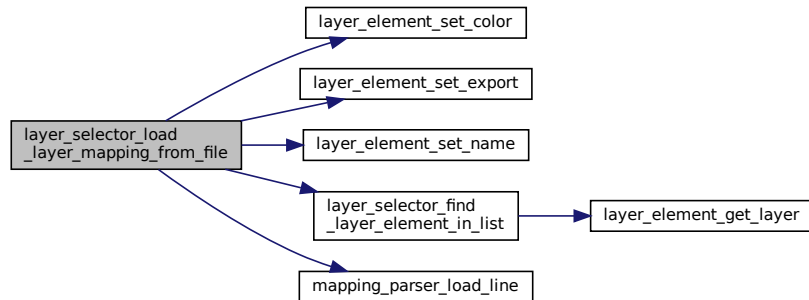 layer_selector_load
_layer_mapping_from_file
layer_element_set_color
layer_element_set_export
layer_element_set_name
layer_selector_find
_layer_element_in_list
layer_element_get_layer
mapping_parser_load_line